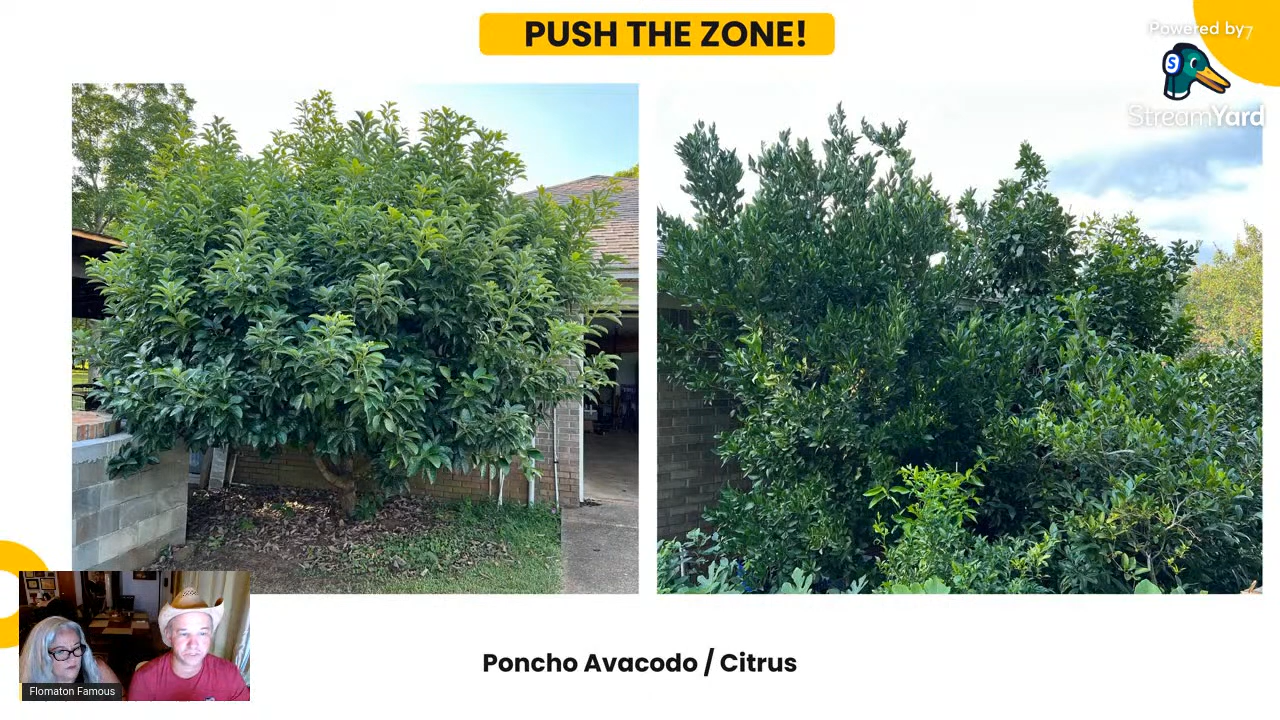 PUSH THE ZONE!
Powered by
S
StreamYard
Poncho Avacodo / Citrus
Flomaton Famous